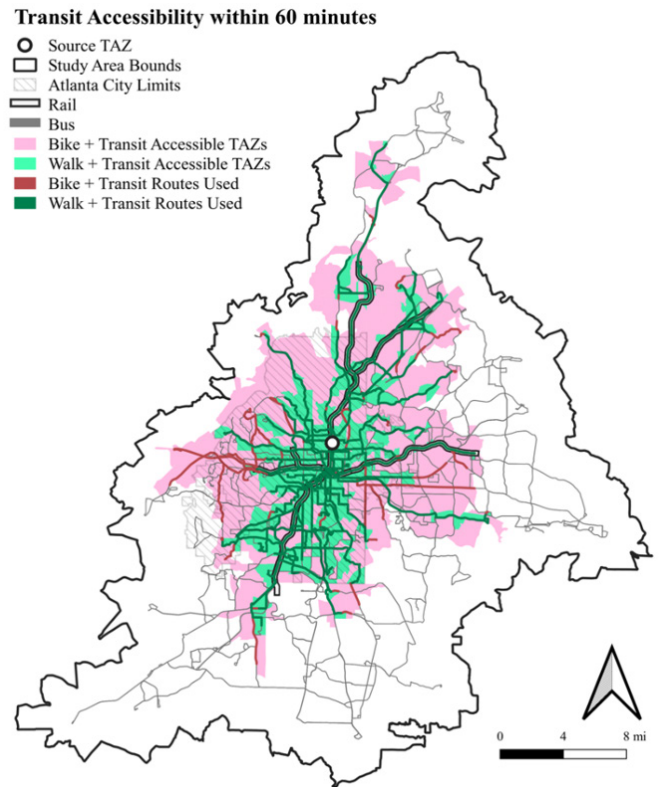 Transit Accessibility within 60 minutes
Source TAZ
Study Area Bounds
Atlanta City Limits
Rail
Bus
Bike + Transit Accessible TAZs
Walk + Transit Accessible TAZs
Bike + Transit Routes Used
Walk + Transit Routes Used
0 4 8 mi